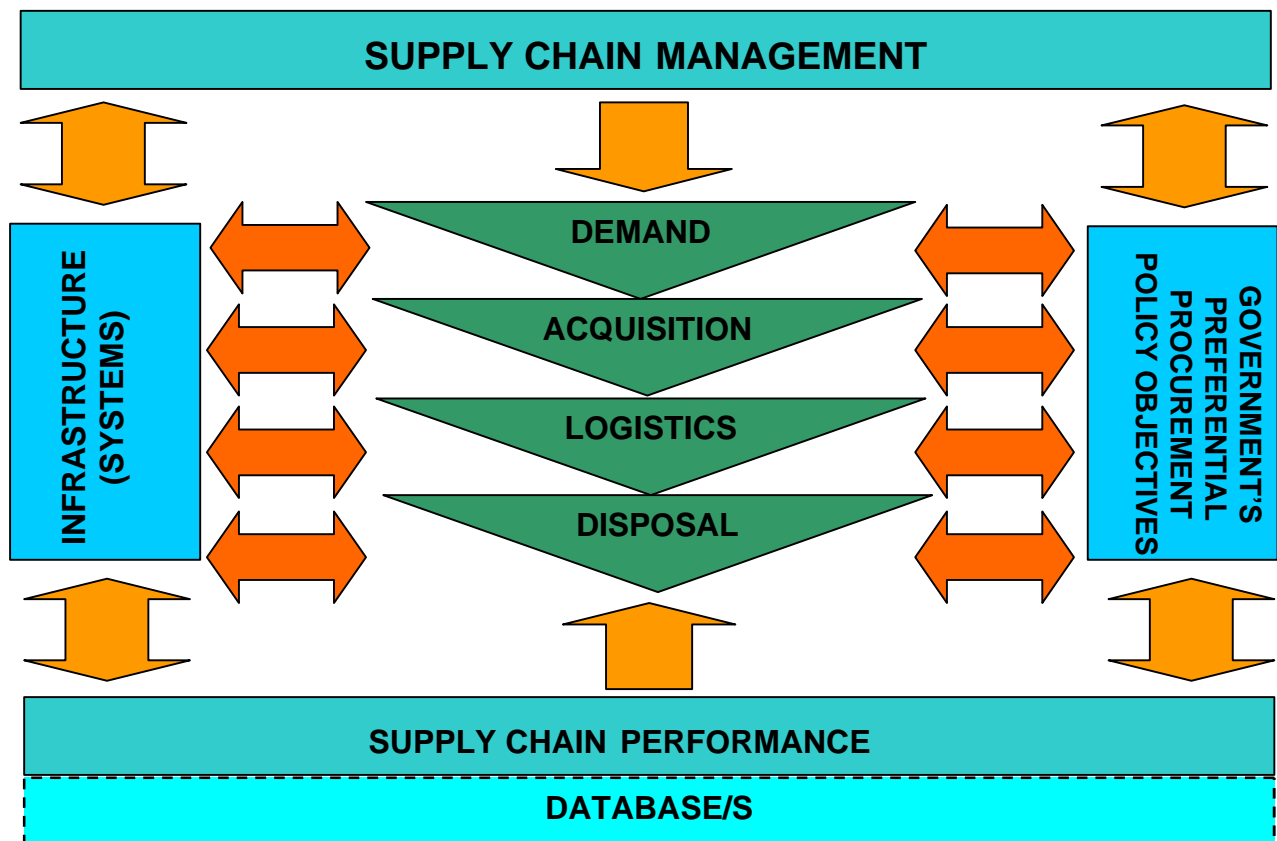 SUPPLY CHAIN MANAGEMENT
DEMAND
ACQUISITION
LOGISTICS
DISPOSAL
INFRASTRUCTURE
(SYSTEMS)
GOVERNMENT'S
PREFERENTIAL
PROCUREMENT
POLICY OBJECTIVES
SUPPLY CHAIN PERFORMANCE
DATABASE/S